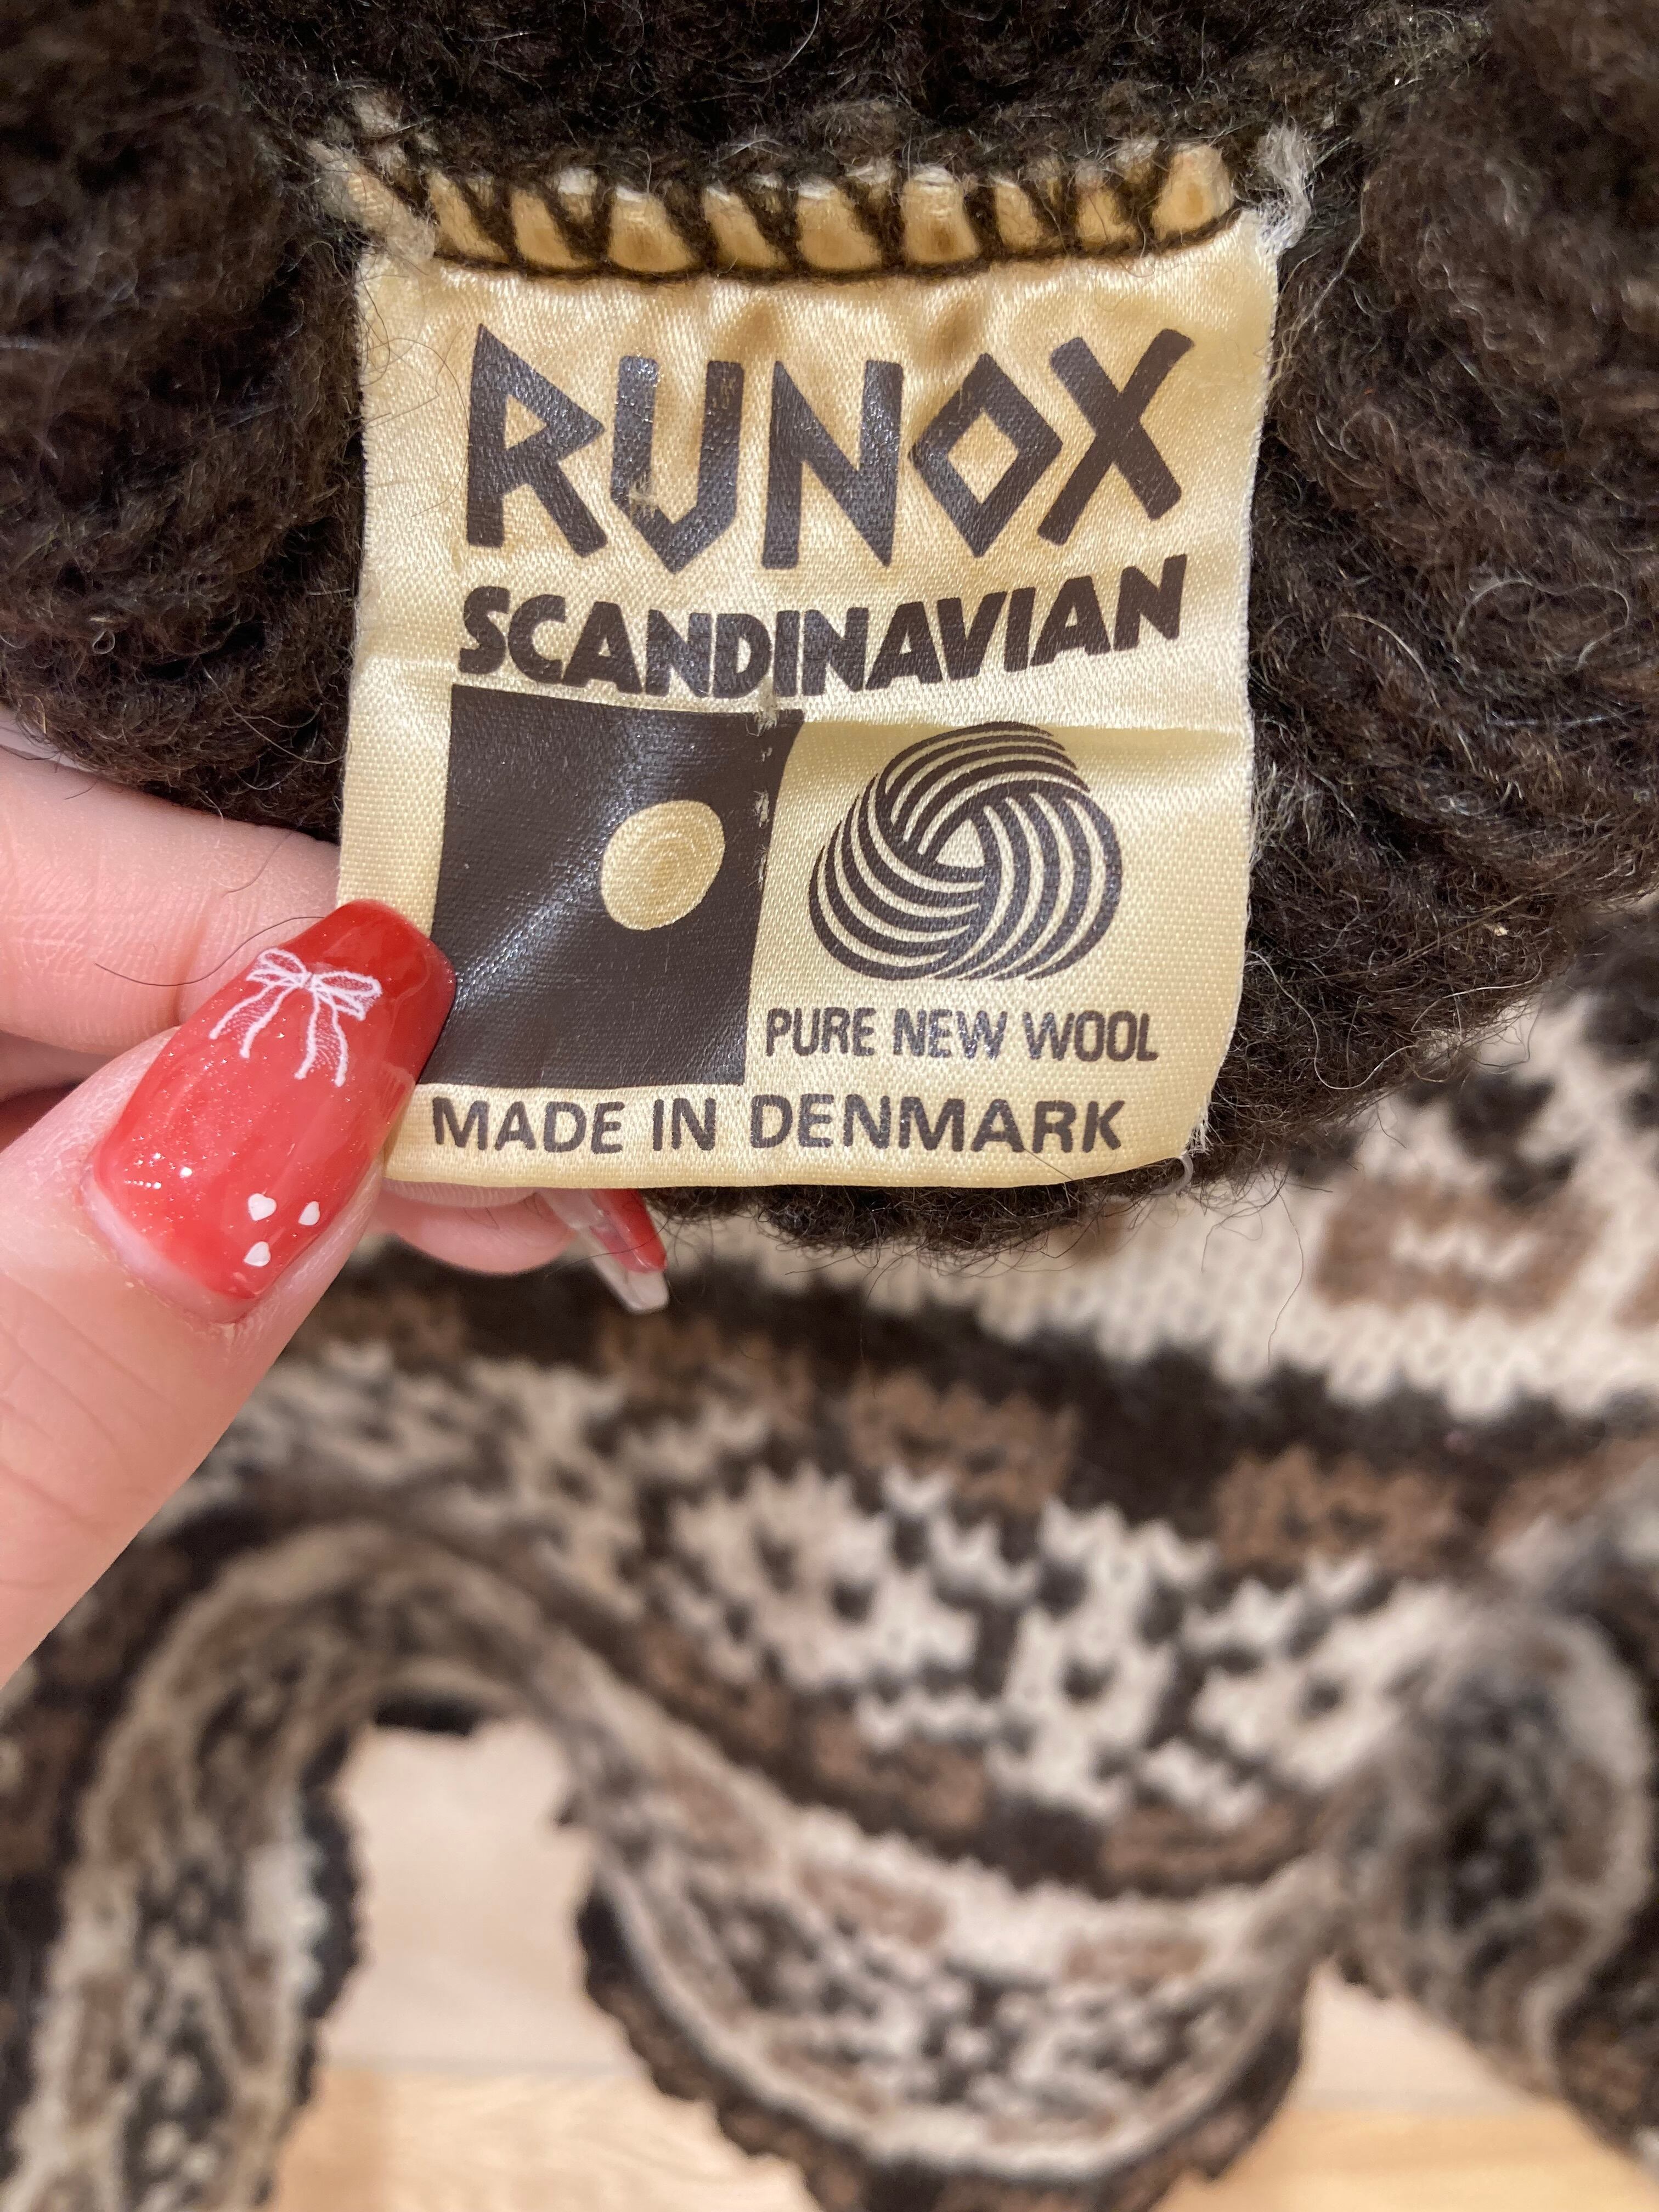 RUNOX
SCANDINAVIAN
PURE NEW WOOL
MADE IN DENMARK